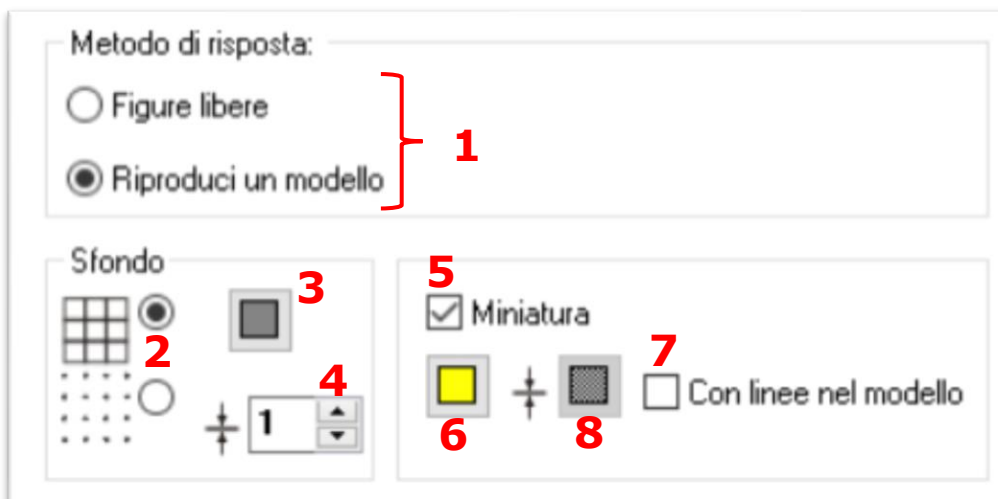 Metodo di risposta:
Figure libere
1
Riproduci un modello
Sfondo
3
5
Miniatura
2
7
4
1
Con linee nel modello
6
8